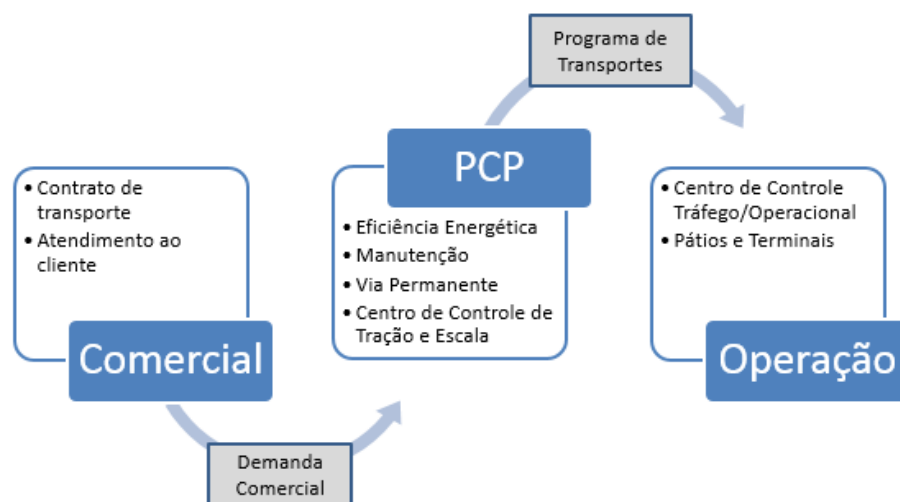 • Contrato de
transporte
• Atendimento ao
cliente
Comercial
Demanda
Comercial
PCP
• Eficiência Energética
• Manutenção
• Via Permanente
• Centro de Controle de
Tração e Escala
Programa de
Transportes
• Centro de Controle
Tráfego/Operacional
• Pátios e Terminais
Operação